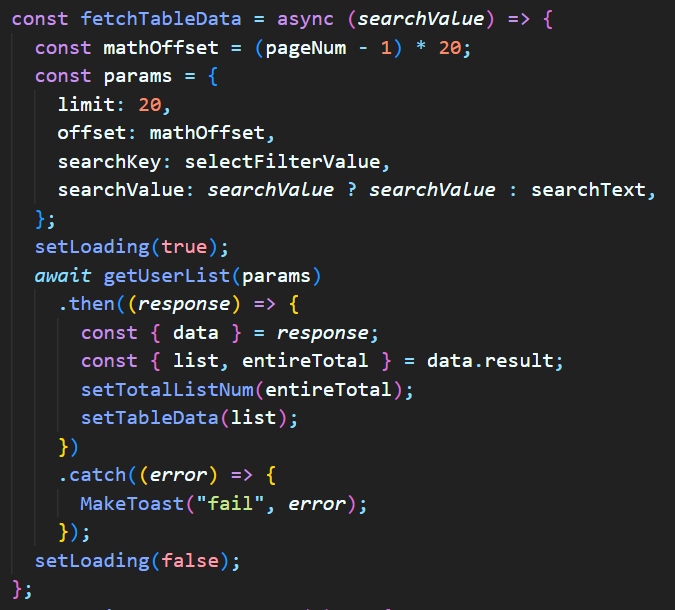 const fetchTableData = async (searchValue) => {
const mathOffset = (pageNum - 1) * 20;
const params = {
limit: 20,
offset: mathOffset,
searchKey: selectFilterValue,
searchValue: searchValue ? searchValue : searchText,
};
setLoading(true);
await getUserList(params)
.then((response) => {
const { data } = response;
const { list, entireTotal } = data.result;
setTotalListNum(entireTotal);
setTableData(list);
})
.catch((error) => {
MakeToast("fail", error);
});
setLoading(false);
};